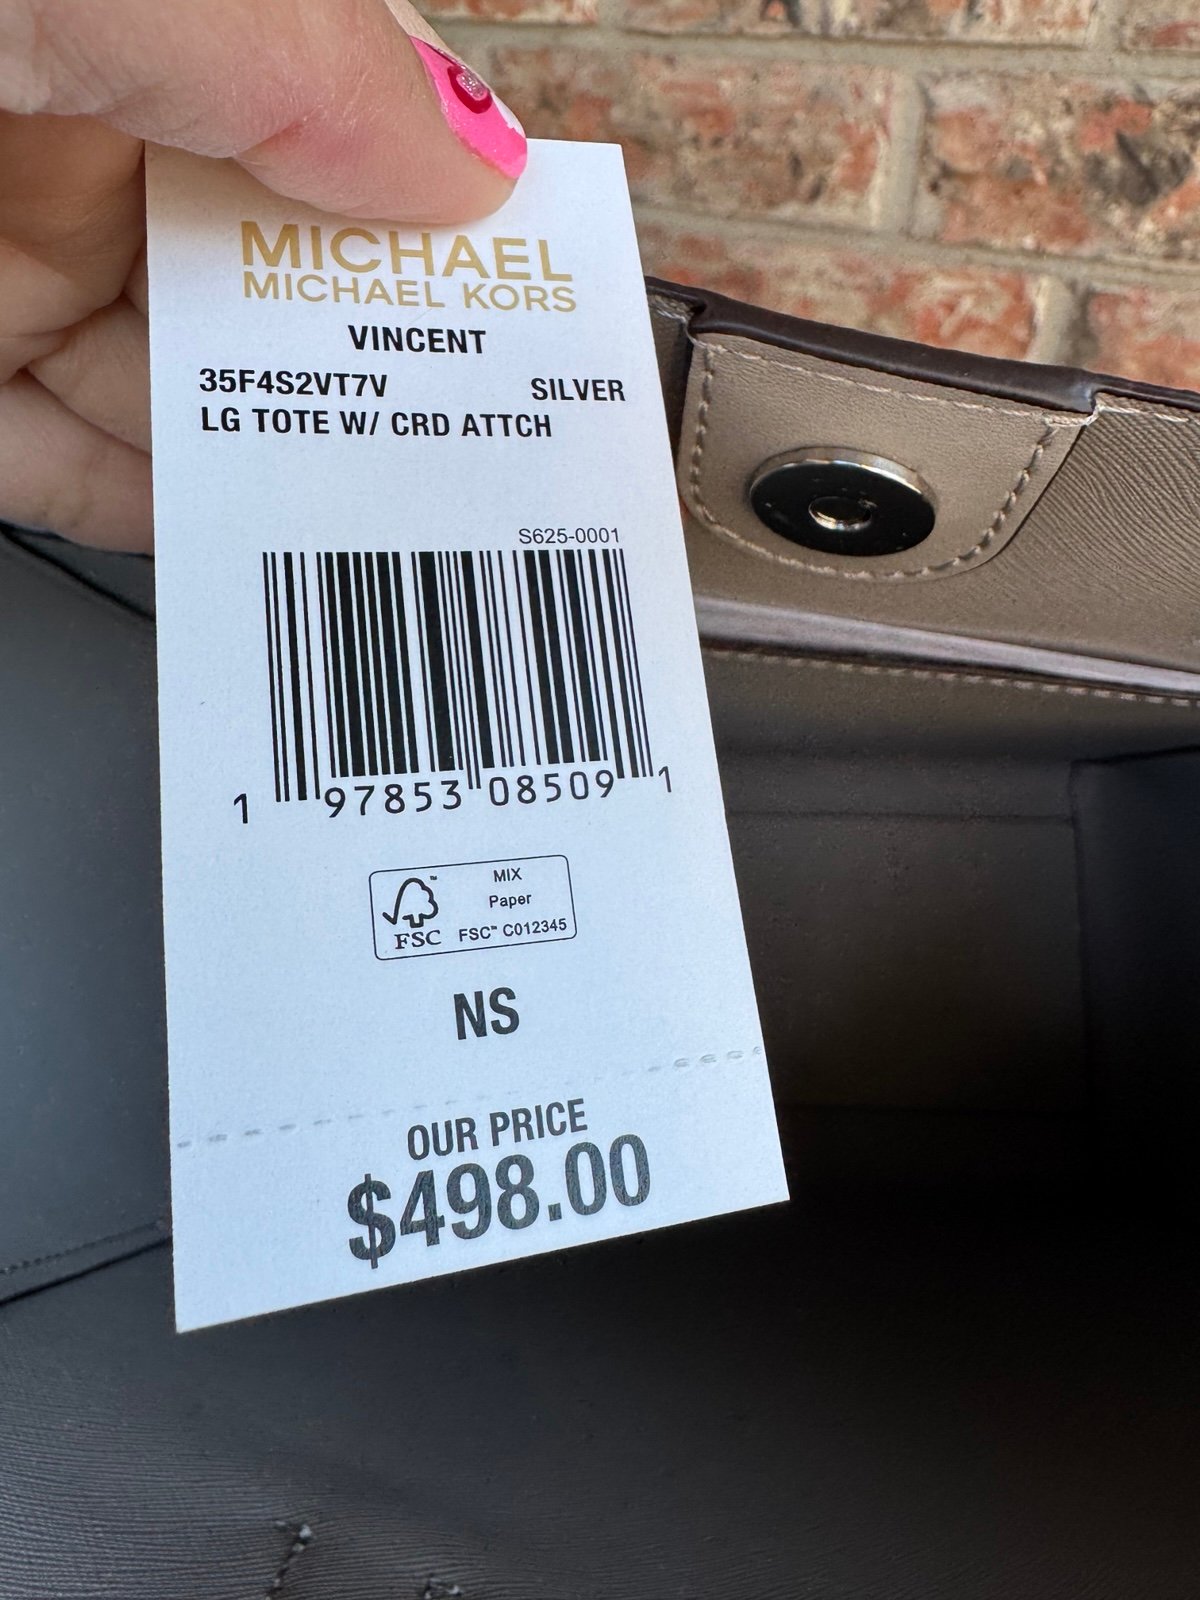 MICHAEL
MICHAEL KORS
VINCENT
35F4S2VT7V SILVER
LG TOTE W/ CRD ATTCH
S625-0001
1 97853 08509 1
MIX
Paper
FSC™ FSC™ C012345
NS
OUR PRICE
$498.00